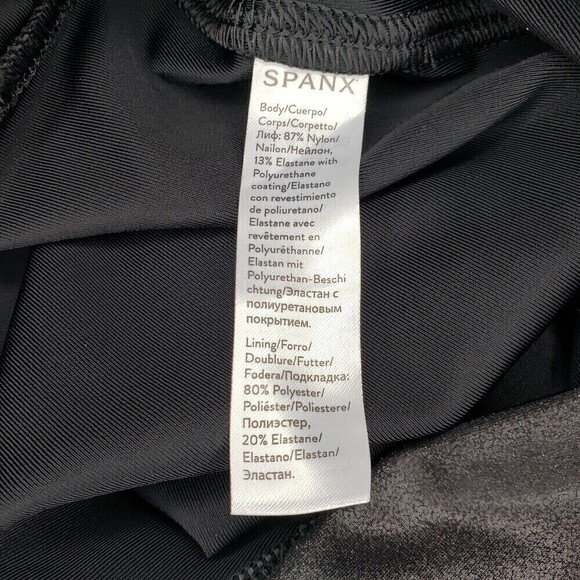 SPANX
Body/Cuerpo/
Corps/Corpetto/
Лиф: 87% Nylon/
Nailon/Нейлон,
13% Elastane with
Polyurethane
coating/Elastano
con revestimiento
de poliuretano/
Elastane avec
revêtement en
Polyuréthanne/
Elastan mit
Polyurethan-Beschi
chtung/Эластан с
полиуретановым
покрытием.
Lining/Forro/
Doublure/Futter/
Fodera/Подкладка:
80% Polyester/
Poliéster/Poliestere/
Полиэстер,
20% Elastane/
Elastano/Elastan/
Эластан.